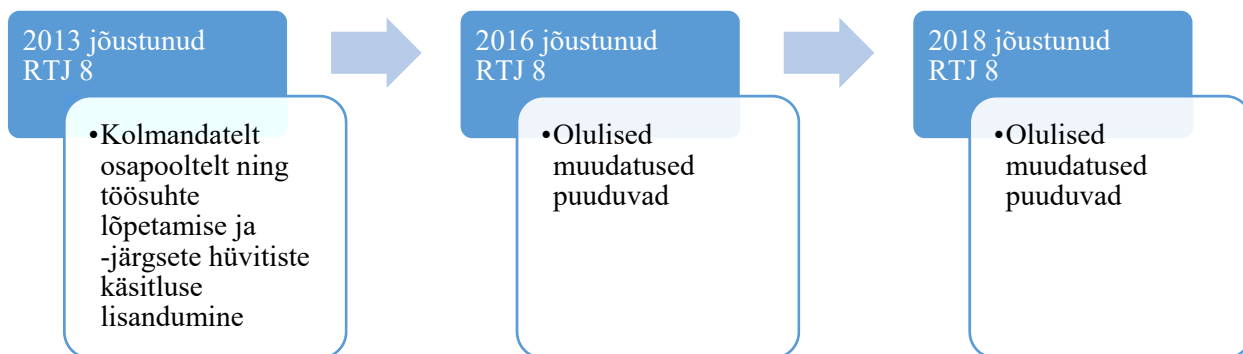 2013 jõustunud
RTJ 8
•Kolmandatelt
osapooltelt ning
töösuhte
lõpetamise ja
-järgsete hüvitiste
käsitluse
lisandumine
2016 jõustunud
RTJ 8
•Olulised
muudatused
puuduvad
2018 jõustunud
RTJ 8
•Olulised
muudatused
puuduvad